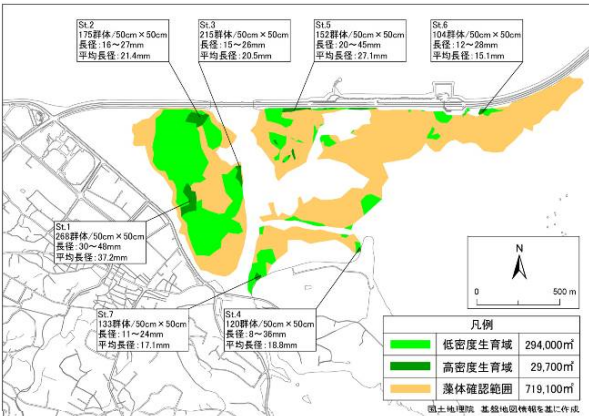 St.2
175群体/50cm×50cm
長径:16～27mm
平均長径:21.4mm
St.3
215群体/50cm×50cm
長径:15～26mm
平均長径:20.5mm
St.5
152群体/50cm×50cm
長径:20～45mm
平均長径:27.1mm
St.6
104群体/50cm×50cm
長径:12～28mm
平均長径:15.1mm
St.1
268群体/50cm×50cm
長径:30～48mm
平均長径:37.2mm
St.7
133群体/50cm×50cm
長径:11～24mm
平均長径:17.1mm
St.4
120群体/50cm×50cm
長径:8～36mm
平均長径:18.8mm
N
0 500 m
凡例
低密度生育域 294,000㎡
高密度生育域 29,700㎡
藻体確認範囲 719,100㎡
国土地理院 基盤地図情報を基に作成